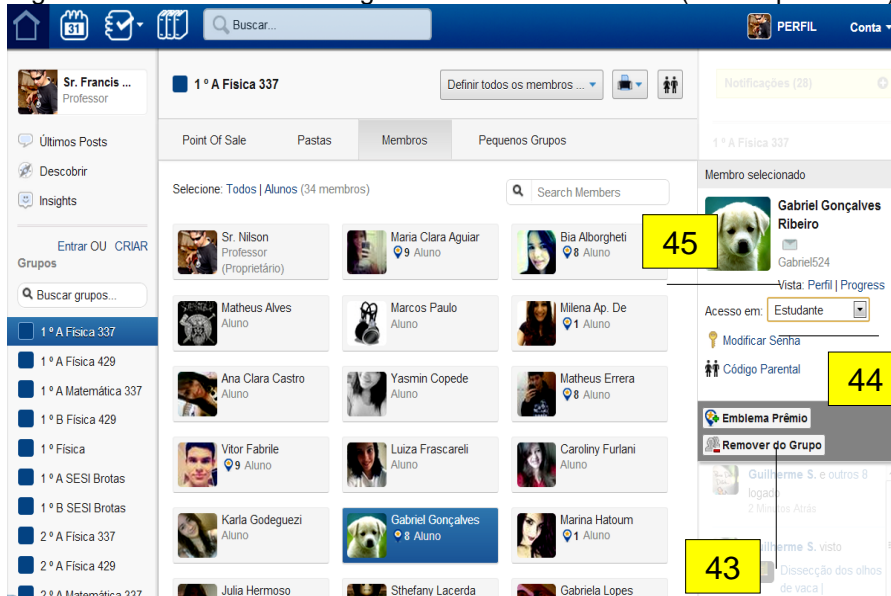 31
Buscar...
PERFIL
Conta
Sr. Francis ...
Professor
Últimos Posts
Descobrir
Insights
Entrar OU CRIAR
Grupos
Buscar grupos...
1 º A Física 337
1 º A Física 429
1 º A Matemática 337
1 º B Física 429
1 º Física
1 º A SESI Brotas
1 º B SESI Brotas
2 º A Física 337
2 º A Física 429
2 º A Matemática 337
1 º A Física 337
Definir todos os membros ...
Point Of Sale Pastas Membros Pequenos Grupos
Selecione: Todos | Alunos (34 membros)
Search Members
Sr. Nilson
Professor
(Proprietário)
Maria Clara Aguiar
9 Aluno
Bia Alborgheti
8 Aluno
Matheus Alves
Aluno
Marcos Paulo
Aluno
Milena Ap. De
1 Aluno
Ana Clara Castro
Aluno
Yasmin Copede
Aluno
Matheus Errera
8 Aluno
Vitor Fabrile
9 Aluno
Luiza Frascareli
Aluno
Caroliny Furlani
Aluno
Karla Godeguezi
Aluno
Gabriel Gonçalves
8 Aluno
Marina Hatoum
1 Aluno
Julia Hermoso
Sthefany Lacerda
Gabriela Lopes
Notificações (28)
1 º A Física 337
Membro selecionado
Gabriel Gonçalves
Ribeiro
Gabriel524
Vista: Perfil | Progress
Acesso em: Estudante
Modificar Senha
Código Parental
Emblema Prêmio
Remover do Grupo
Guilherme S. e outros 8
logado
2 Minutos Atrás
Guilherme S. visto
Dissecção dos olhos
de vaca |
45
44
43